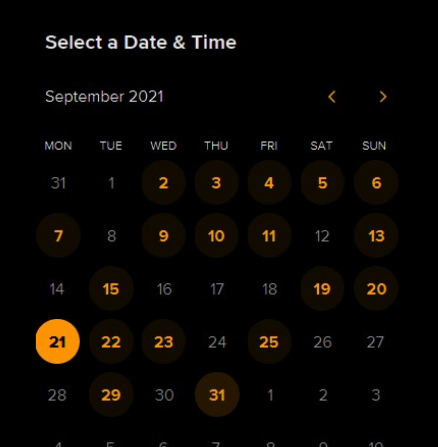 Select a Date & Time
September 2021
MON TUE WED THU FRI SAT SUN
31 1 2 3 4 5 6
7 8 9 10 11 12 13
14 15 16 17 18 19 20
21 22 23 24 25 26 27
28 29 30 31 1 2 3